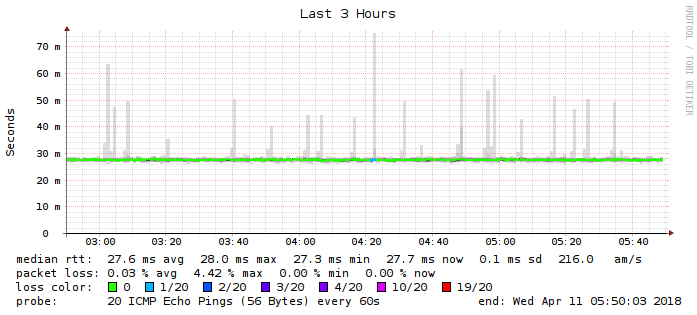 Last 3 Hours
RRDTOOL / TOBI OETIKER
Seconds
70 m
60 m
50 m
40 m
30 m
20 m
10 m
0
03:00 03:20 03:40 04:00 04:20 04:40 05:00 05:20 05:40
median rtt: 27.6 ms avg 28.0 ms max 27.3 ms min 27.7 ms now 0.1 ms sd 216.0 am/s
packet loss: 0.03 % avg 4.42 % max 0.00 % min 0.00 % now
loss color: 0 1/20 2/20 3/20 4/20 10/20 19/20
probe: 20 ICMP Echo Pings (56 Bytes) every 60s end: Wed Apr 11 05:50:03 2018